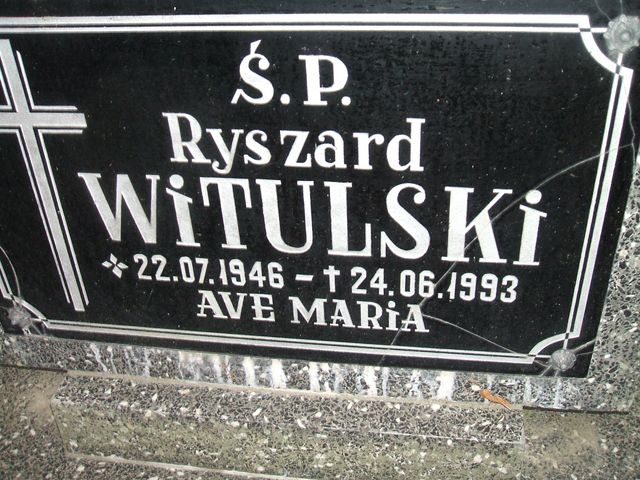 Ś.P.
Ryszard
WiTULSKi
22.07.1946 – † 24.06.1993
AVE MARiA